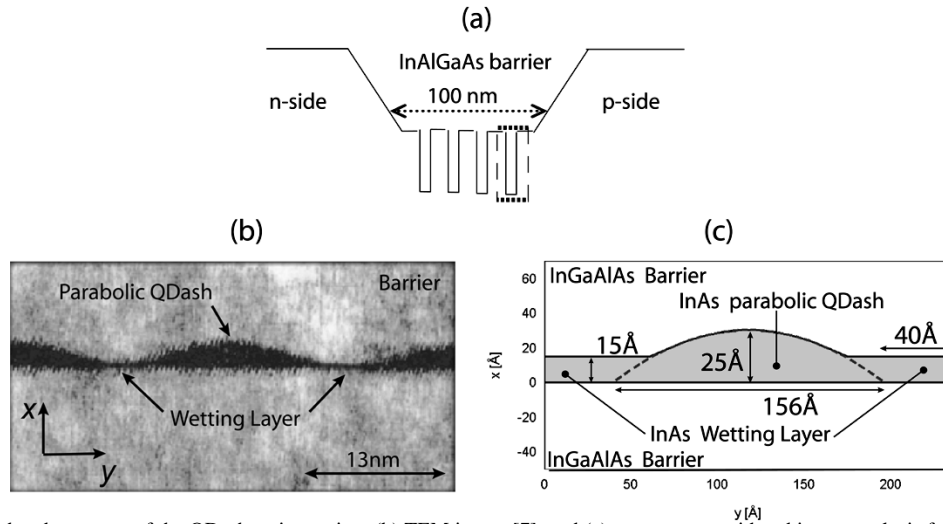 (a)
InAlGaAs barrier
n-side
100 nm
p-side
(b)
(c)
Barrier
Parabolic QDash
Wetting Layer
x
y
13nm
InGaAlAs Barrier
InAs parabolic QDash
15Å
25Å
40Å
156Å
InAs Wetting Layer
InGaAlAs Barrier
x [Å]
60
40
20
0
-20
-40
0
50
100
150
200
y [Å]